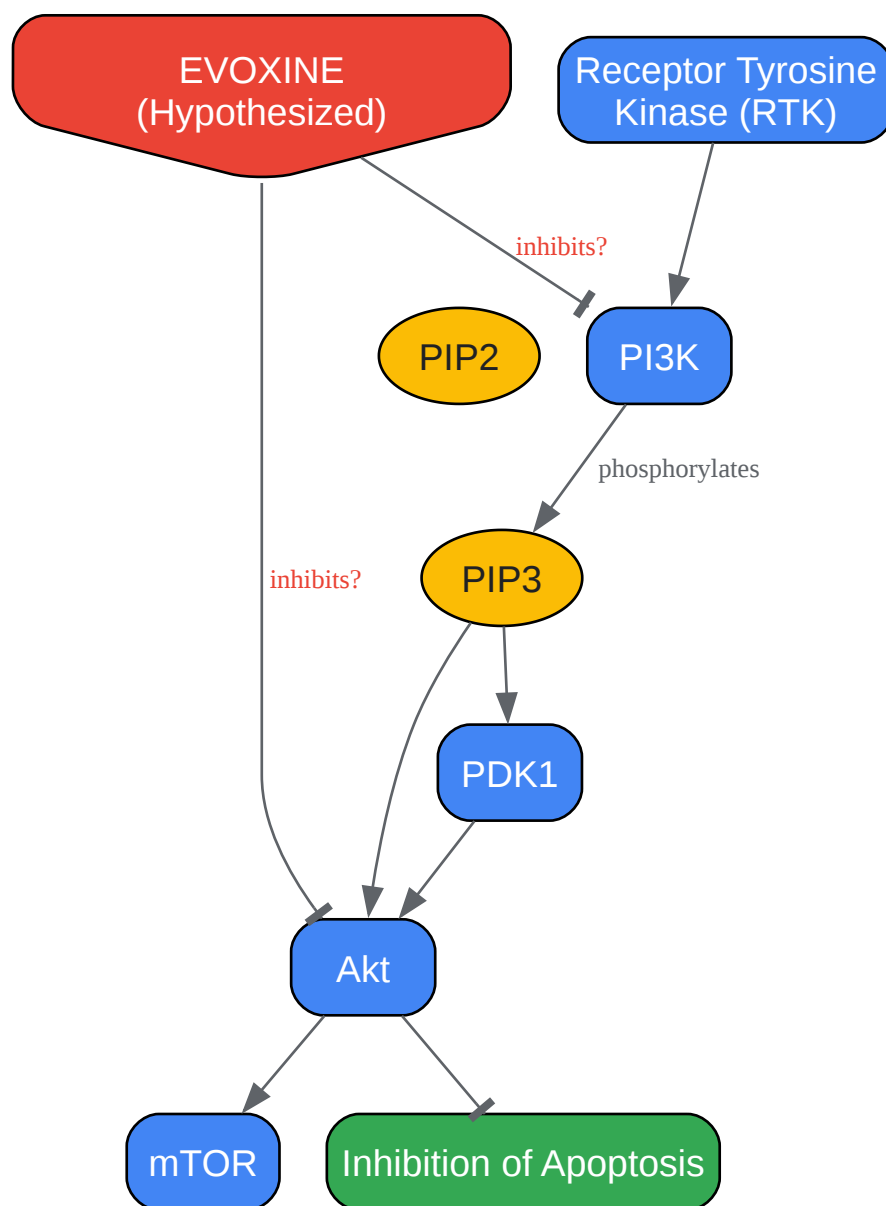 EVOXINE
(Hypothesized)
Receptor Tyrosine
Kinase (RTK)
inhibits?
PIP2
PI3K
phosphorylates
PIP3
inhibits?
PDK1
Akt
mTOR
Inhibition of Apoptosis